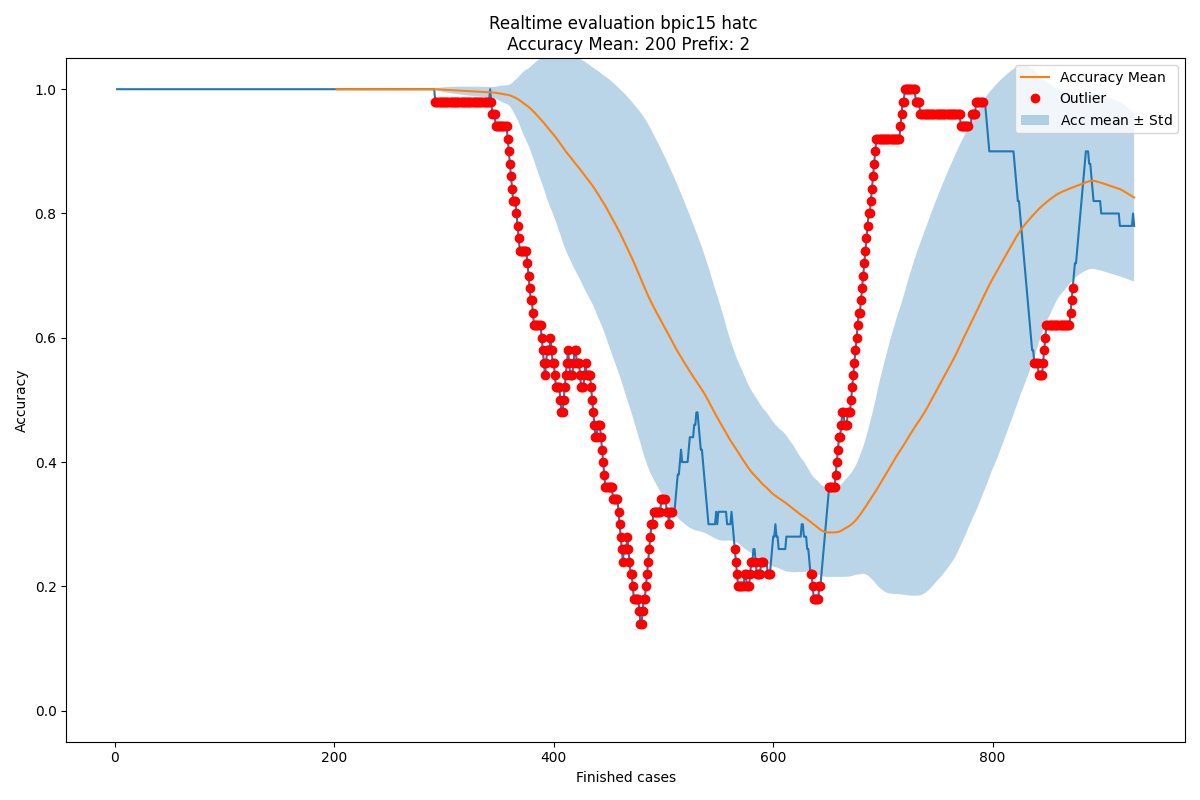 Realtime evaluation bpic15 hatc
Accuracy Mean: 200 Prefix: 2
Accuracy Mean
Outlier
Acc mean ± Std
Accuracy
1.0
0.8
0.6
0.4
0.2
0.0
0
200
400
600
800
Finished cases